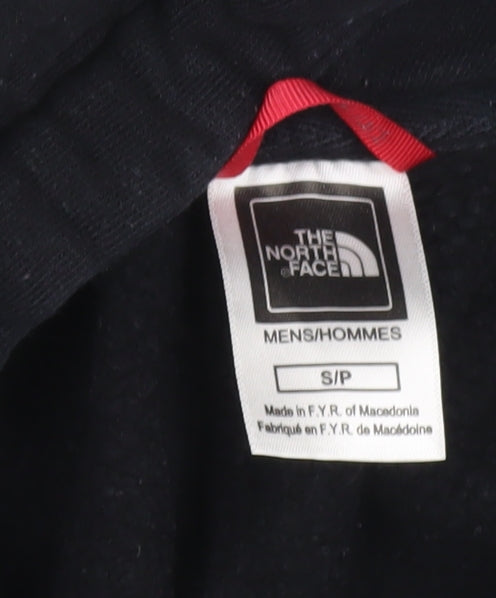 THE
NORTH
FACE
MENS/HOMMES
S/P
Made in F.Y.R. of Macedonia
Fabriqué en F.Y.R. de Macédoine